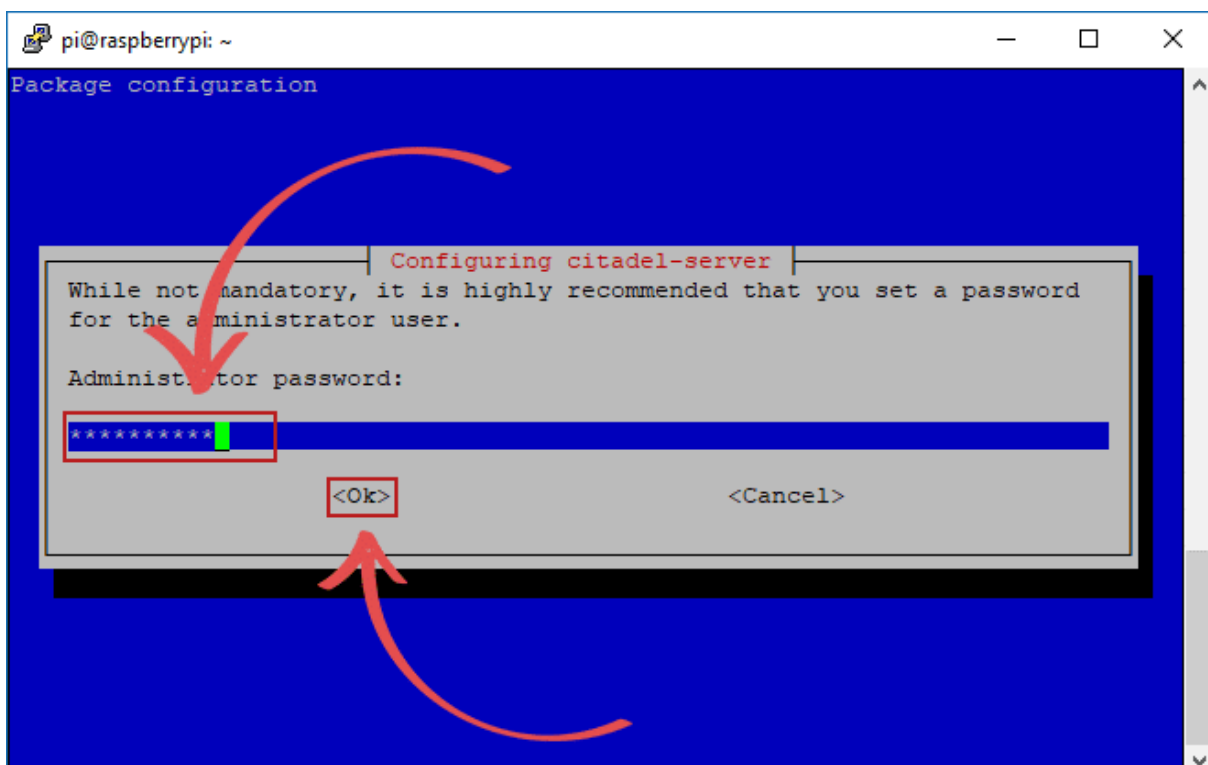 pi@raspberrypi: ~
Package configuration
Configuring citadel-server
While not mandatory, it is highly recommended that you set a password
for the administrator user.
Administrator password:
**********
<Ok> <Cancel>